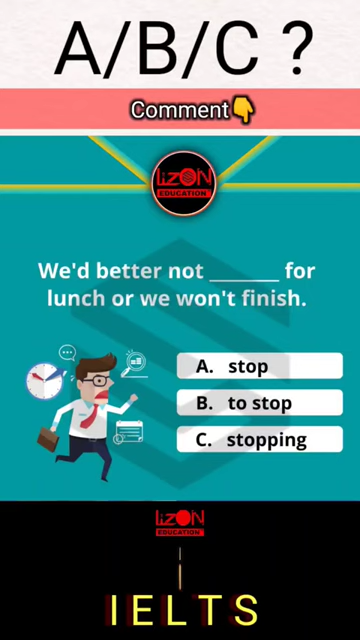 A/B/C ?
Comment👇
LizON
EDUCATION
We'd better not ________ for
lunch or we won't finish.
A. stop
B. to stop
C. stopping
LizON
EDUCATION
IELTS